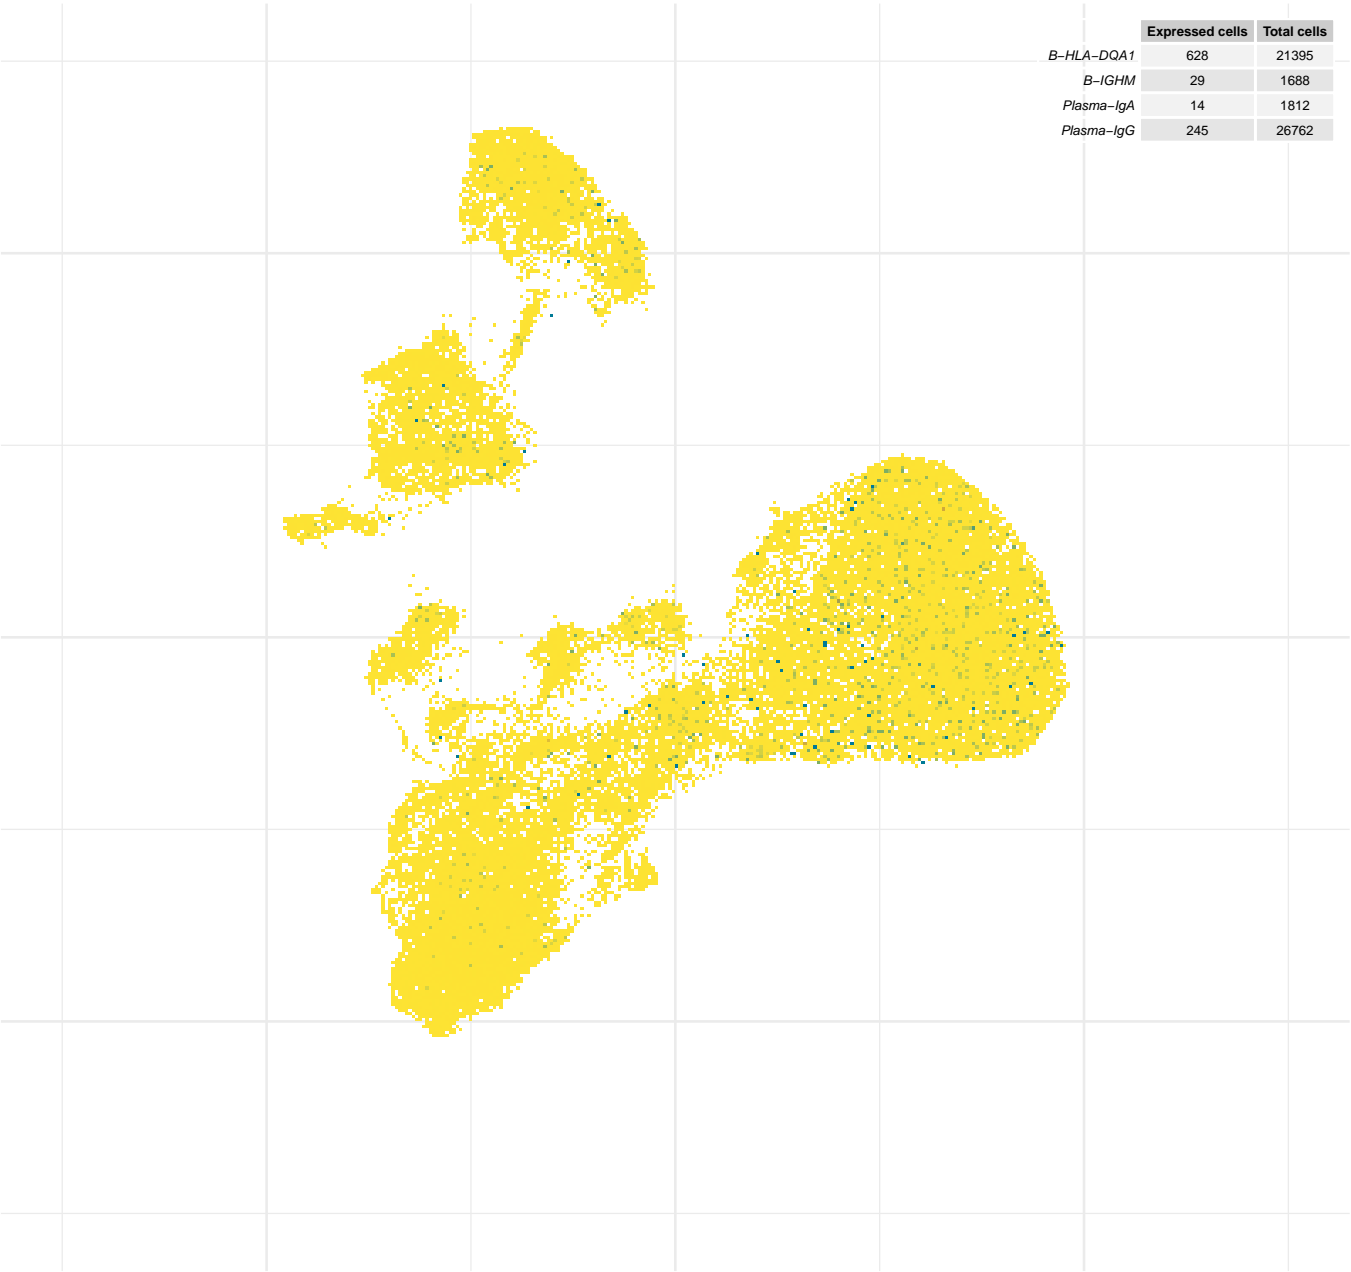 Expressed cells Total cells
B−HLA−DQA1 628 21395
B−IGHM 29 1688
Plasma−IgA 14 1812
Plasma−IgG 245 26762